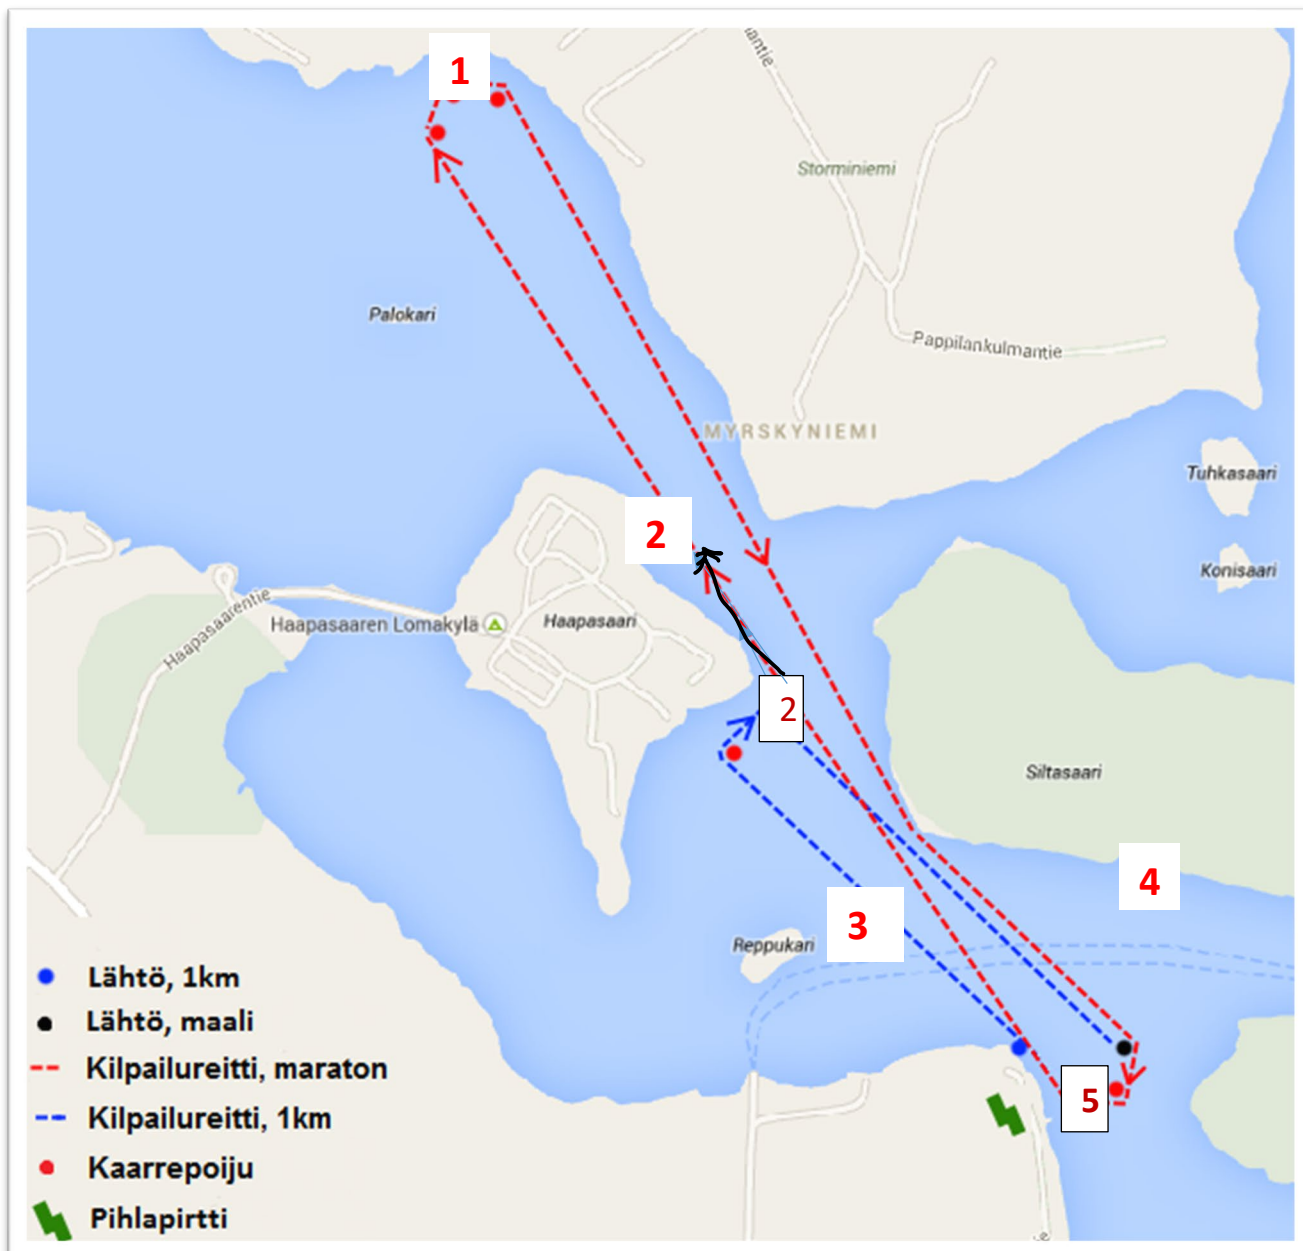 1
antie
Storminiemi
Palokari
Pappilankulmantie
MYRSKYNIEMI
Tuhkasaari
2
Konisaari
Haapasaarentie
Haapasaaren Lomakylä
Haapasaari
2
Siltasaari
4
3
Reppukari
5
Lähtö, 1km
Lähtö, maali
Kilpailureitti, maraton
Kilpailureitti, 1km
Kaarrepoiju
Pihlapirtti